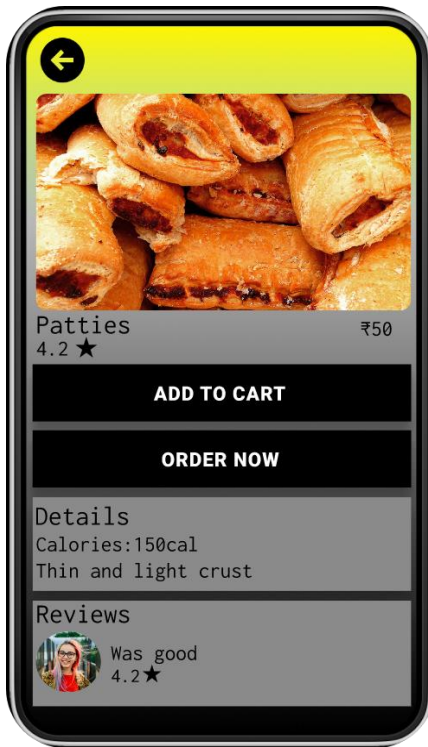 Patties ₹50
4.2 ★
ADD TO CART
ORDER NOW
Details
Calories:150cal
Thin and light crust
Reviews
Was good
4.2★